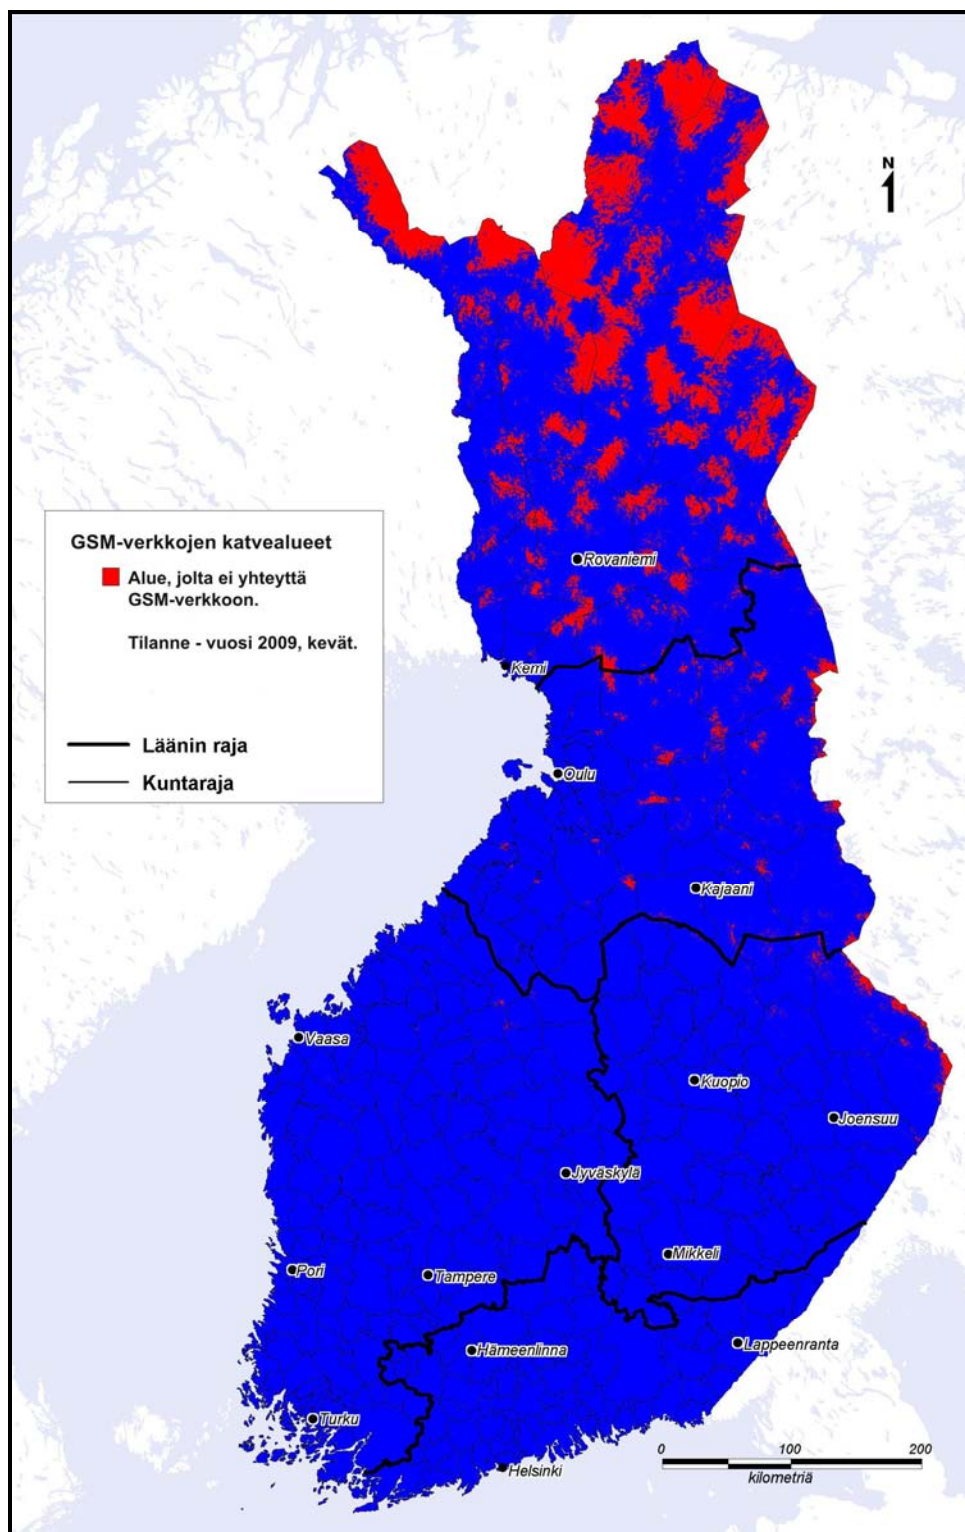 N
GSM-verkkojen katvealueet
Alue, jolta ei yhteyttä
GSM-verkkoon.
Tilanne - vuosi 2009, kevät.
Läänin raja
Kuntaraja
Rovaniemi
Kemi
Oulu
Kajaani
Vaasa
Kuopio
Joensuu
Jyväskylä
Mikkeli
Pori
Tampere
Lappeenranta
Hämeenlinna
Turku
Helsinki
0 100 200
kilometriä